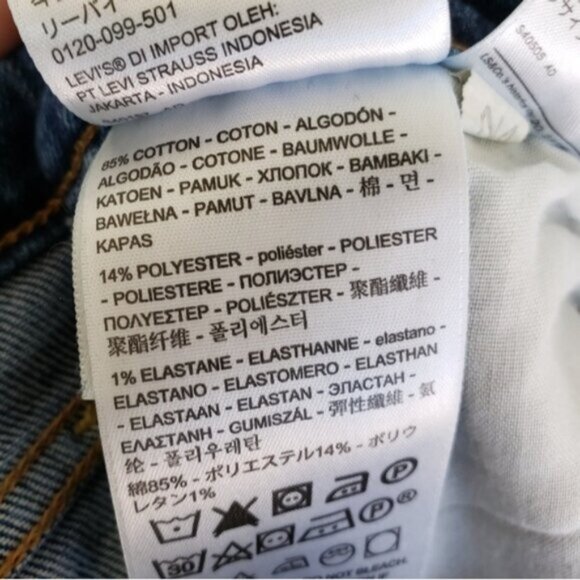 リーバイ
0120-099-501
LEVI'S® DI IMPORT OLEH:
PT LEVI STRAUSS INDONESIA
JAKARTA - INDONESIA
85% COTTON - COTON - ALGODÓN -
ALGODÃO - COTONE - BAUMWOLLE -
KATOEN - PAMUK - ХЛОПОК - BAMBAKI -
BAWEŁNA - PAMUT - BAVLNA - 棉 - 면 -
KAPAS
14% POLYESTER - poliéster - POLIESTER
- POLIESTERE - ПОЛИЭСТЕР -
ΠΟΛΥΕΣΤΕΡ - POLIÉSZTER - 聚酯纖維 -
聚酯纤维 - 폴리에스터
1% ELASTANE - ELASTHANNE - elastano -
ELASTANO - ELASTOMERO - ELASTHAN
- ELASTAAN - ELASTAN - ЭЛАСТАН -
ΕΛΑΣΤΑΝΗ - GUMISZÁL - 彈性纖維 - 氨
纶 - 폴리우레탄
綿85% - ポリエステル14% - ポリウ
レタン1%
P
P
30